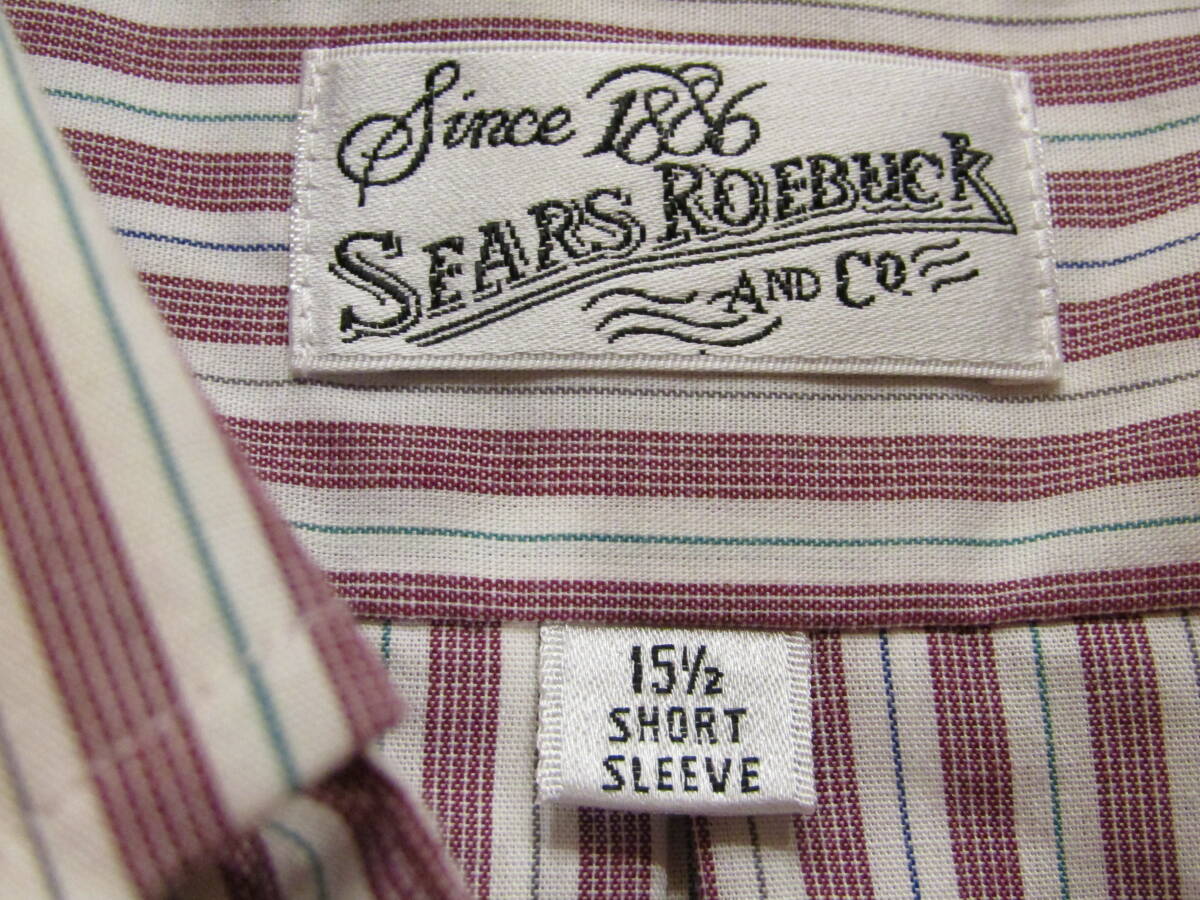 Since 1886
SEARS ROEBUCK
AND CO.
15½
SHORT
SLEEVE